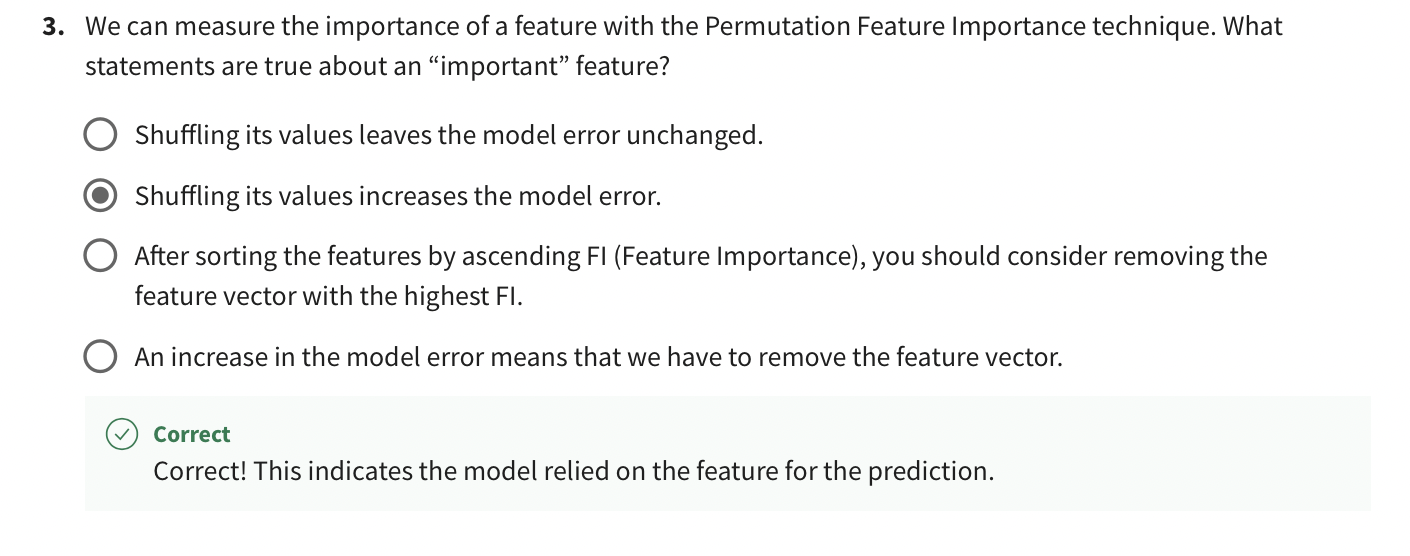 3. We can measure the importance of a feature with the Permutation Feature Importance technique. What
statements are true about an “important” feature?
Shuffling its values leaves the model error unchanged.
Shuffling its values increases the model error.
After sorting the features by ascending FI (Feature Importance), you should consider removing the
feature vector with the highest FI.
An increase in the model error means that we have to remove the feature vector.
Correct
Correct! This indicates the model relied on the feature for the prediction.